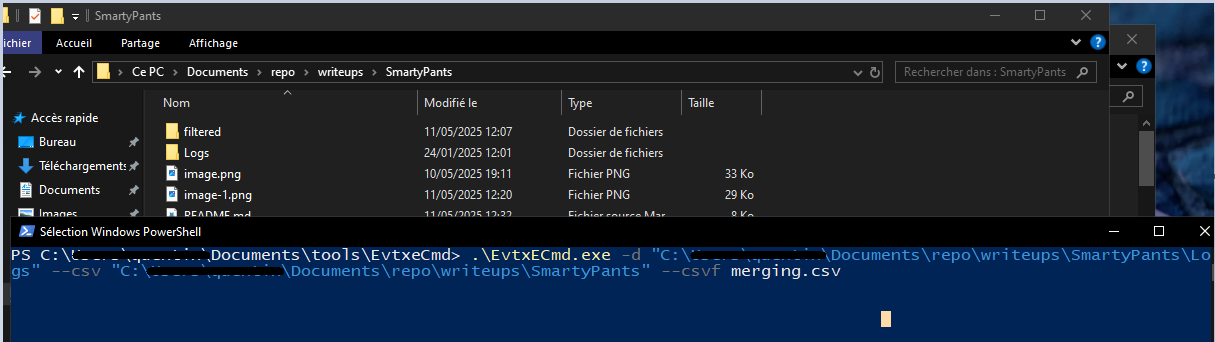 SmartyPants
ichier Accueil Partage Affichage
Ce PC Documents repo writeups SmartyPants Rechercher dans : SmartyPants
Nom Modifié le Type Taille
Accès rapide
Bureau
Téléchargements
Documents
Images
filtered 11/05/2025 12:07 Dossier de fichiers
Logs 24/01/2025 12:01 Dossier de fichiers
image.png 10/05/2025 19:11 Fichier PNG 33 Ko
image-1.png 11/05/2025 12:20 Fichier PNG 29 Ko
README.md 11/05/2025 12:32 Fichier source Mar... 8 Ko
Sélection Windows PowerShell
PS C:\ \Documents\tools\EvtxeCmd> .\EvtxECmd.exe -d "C:\ \Documents\repo\writeups\SmartyPants\Lo
gs" --csv "C:\ \Documents\repo\writeups\SmartyPants" --csvf merging.csv